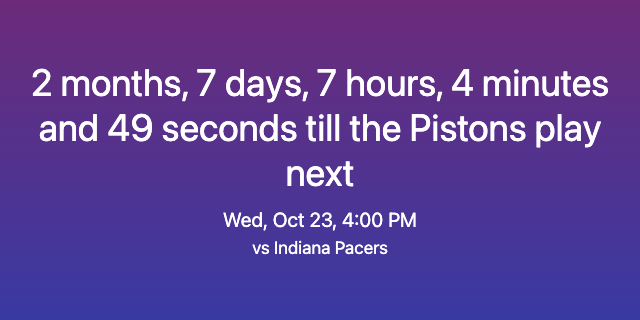 2 months, 7 days, 7 hours, 4 minutes
and 49 seconds till the Pistons play
next
Wed, Oct 23, 4:00 PM
vs Indiana Pacers